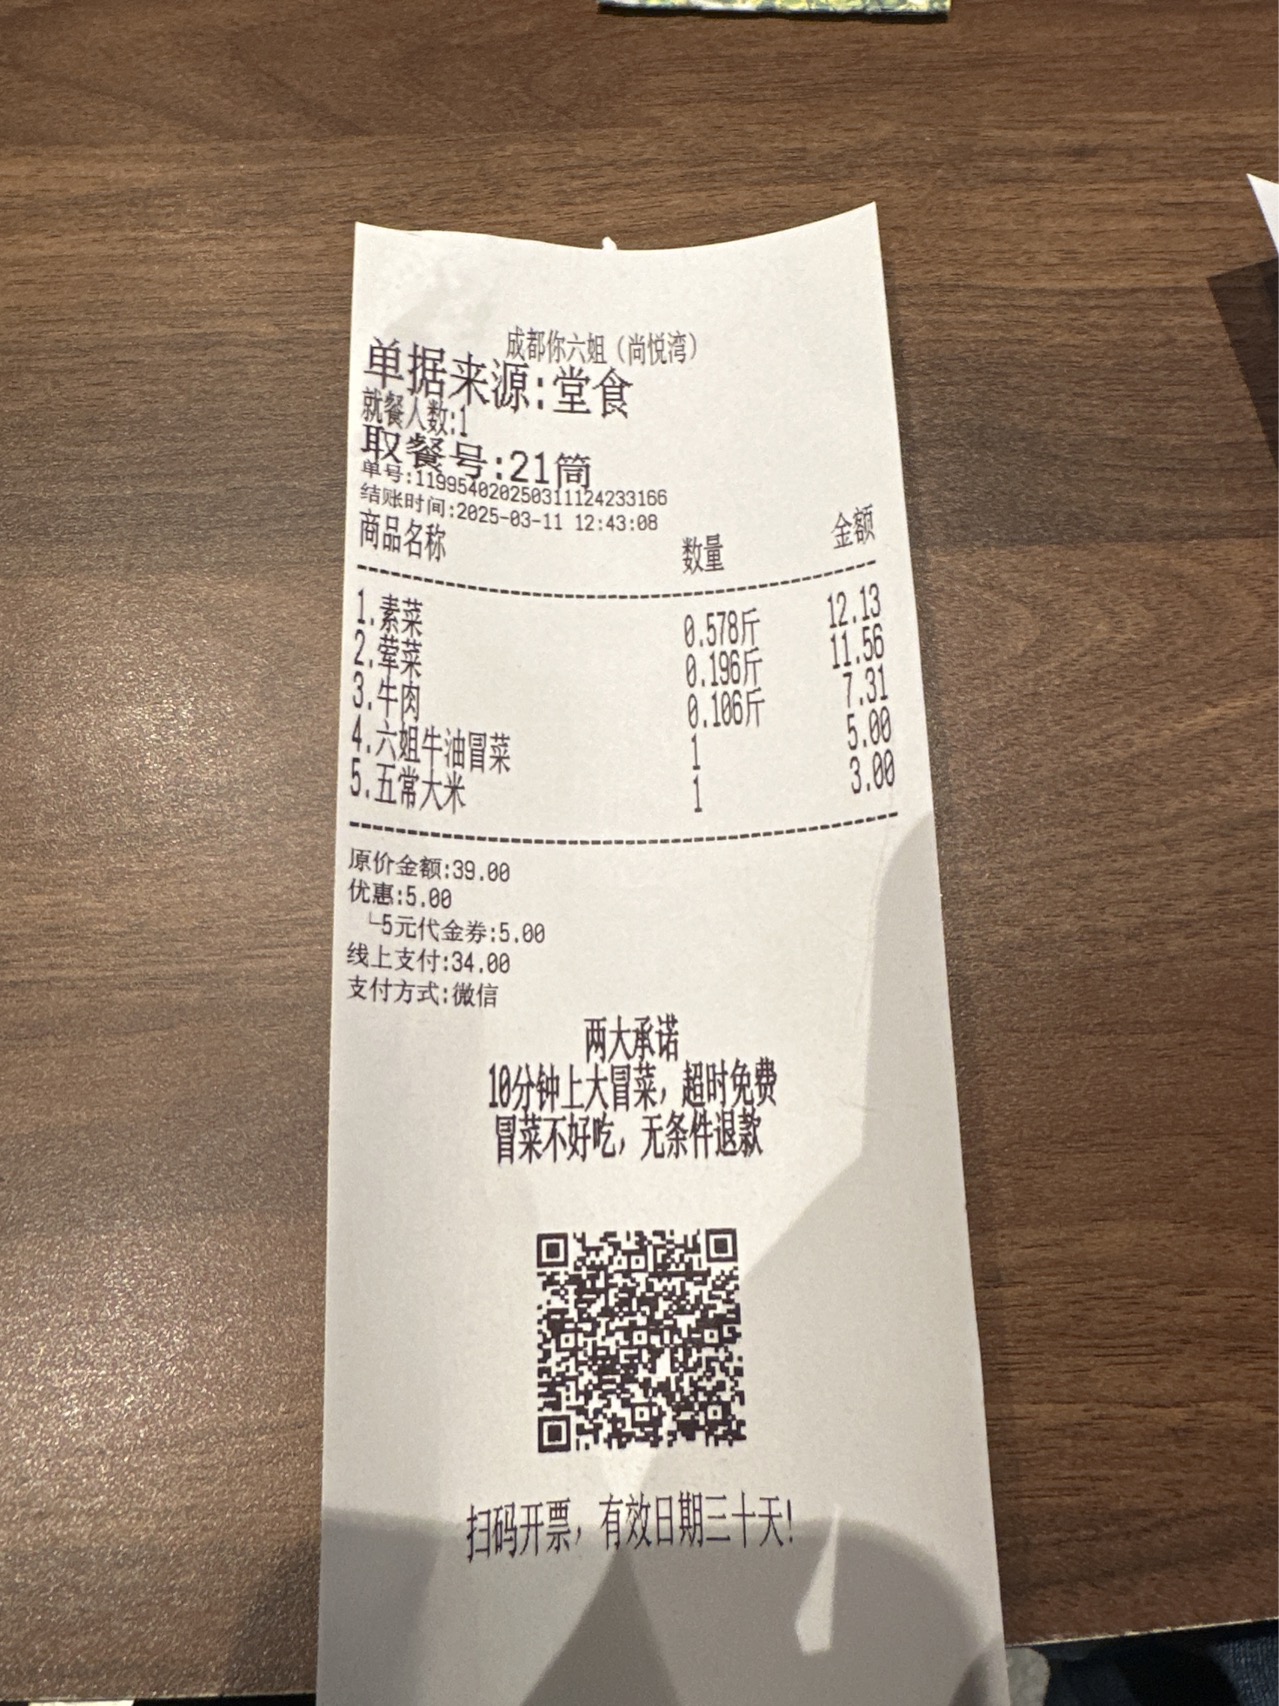 成都你六姐（尚悦湾）
单据来源:堂食
就餐人数:1
取餐号:21筒
单号:119954020250311124233166
结账时间:2025-03-11 12:43:08
商品名称 数量 金额
1.素菜 0.578斤 12.13
2.荤菜 0.196斤 11.56
3.牛肉 0.106斤 7.31
4.六姐牛油冒菜 1 5.00
5.五常大米 1 3.00
原价金额:39.00
优惠:5.00
└5元代金券:5.00
线上支付:34.00
支付方式:微信
两大承诺
10分钟上大冒菜，超时免费
冒菜不好吃，无条件退款
扫码开票，有效日期三十天!